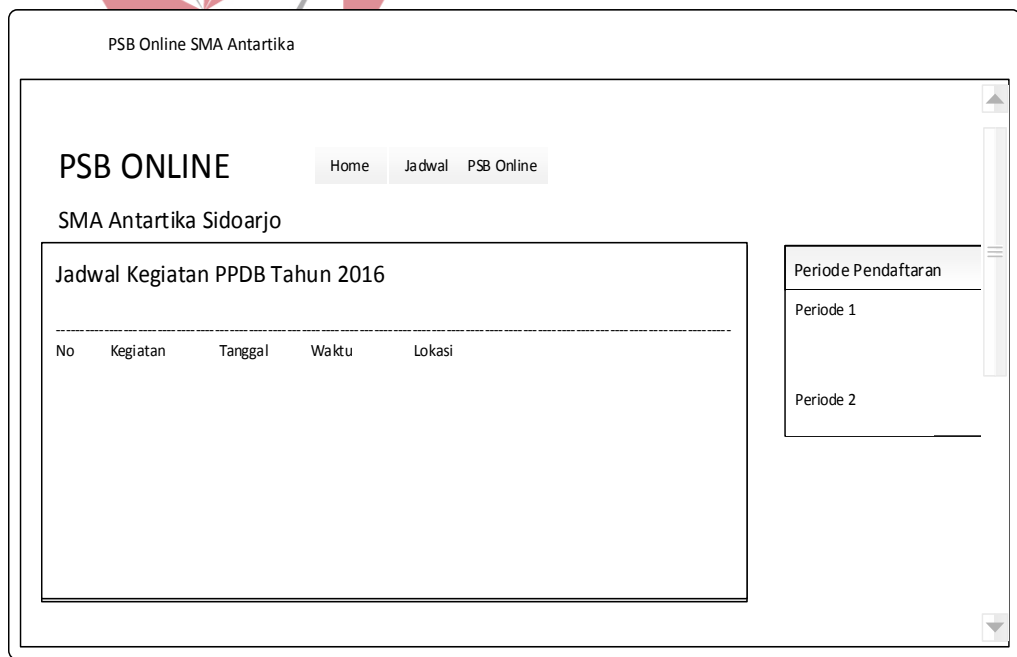 PSB Online SMA Antartika
PSB ONLINE
Home Jadwal PSB Online
SMA Antartika Sidoarjo
Jadwal Kegiatan PPDB Tahun 2016
No Kegiatan Tanggal Waktu Lokasi
Periode Pendaftaran
Periode 1
Periode 2